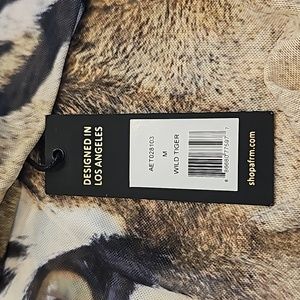 DESIGNED IN
LOS ANGELES
AET028103
M
WILD TIGER
shopafrm.com